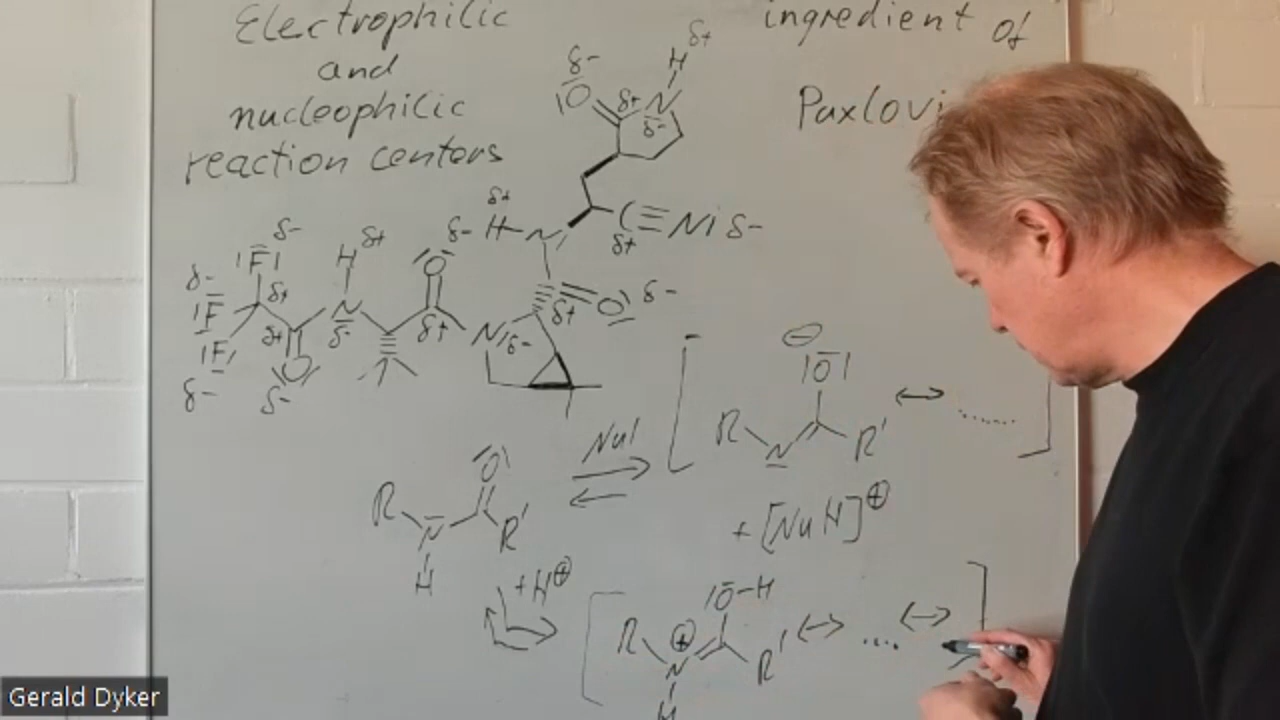 Electrophilic
and
nucleophilic
reaction centers
ingredient of
Paxlovi
δ-
δ+
H
O
δ+
N
δ-
δ+
H
N
C≡N
δ-
δ+
δ-
F
δ-
F
F
δ-
δ+
δ+
O
δ-
H
δ+
N
δ-
O
δ-
δ+
N
δ-
δ+
O
δ-
R
N
H
O
R'
Nu
[
⊖
O
R
N
R'
↔
......
]
+ [NuH]⊕
+H⊕
[
O-H
R
⊕
N
H
R'
↔
....
↔
]
Gerald Dyker